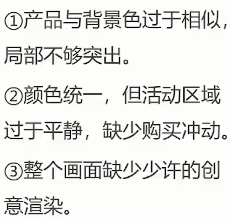 ①产品与背景色过于相似，
局部不够突出。
②颜色统一，但活动区域
过于平静，缺少购买冲动。
③整个画面缺少少许的创
意渲染。